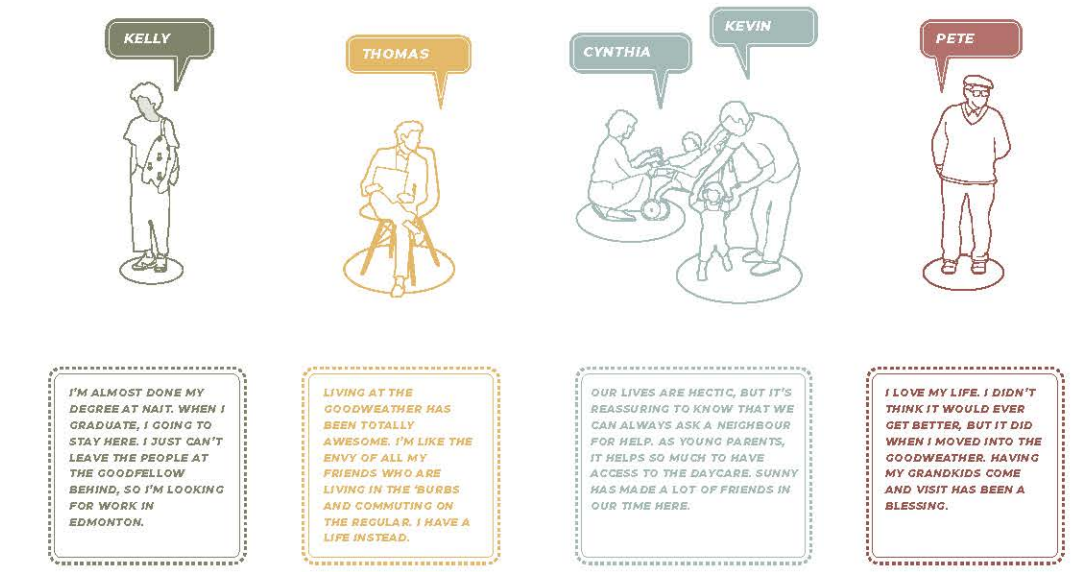 KELLY
THOMAS
CYNTHIA
KEVIN
PETE
I'M ALMOST DONE MY
DEGREE AT NAIT. WHEN I
GRADUATE, I GOING TO
STAY HERE. I JUST CAN'T
LEAVE THE PEOPLE AT
THE GOODFELLOW
BEHIND, SO I'M LOOKING
FOR WORK IN
EDMONTON.
LIVING AT THE
GOODWEATHER HAS
BEEN TOTALLY
AWESOME. I'M LIKE THE
ENVY OF ALL MY
FRIENDS WHO ARE
LIVING IN THE 'BURBS
AND COMMUTING ON
THE REGULAR. I HAVE A
LIFE INSTEAD.
OUR LIVES ARE HECTIC, BUT IT'S
REASSURING TO KNOW THAT WE
CAN ALWAYS ASK A NEIGHBOUR
FOR HELP. AS YOUNG PARENTS,
IT HELPS SO MUCH TO HAVE
ACCESS TO THE DAYCARE. SUNNY
HAS MADE A LOT OF FRIENDS IN
OUR TIME HERE.
I LOVE MY LIFE. I DIDN'T
THINK IT WOULD EVER
GET BETTER, BUT IT DID
WHEN I MOVED INTO THE
GOODWEATHER. HAVING
MY GRANDKIDS COME
AND VISIT HAS BEEN A
BLESSING.